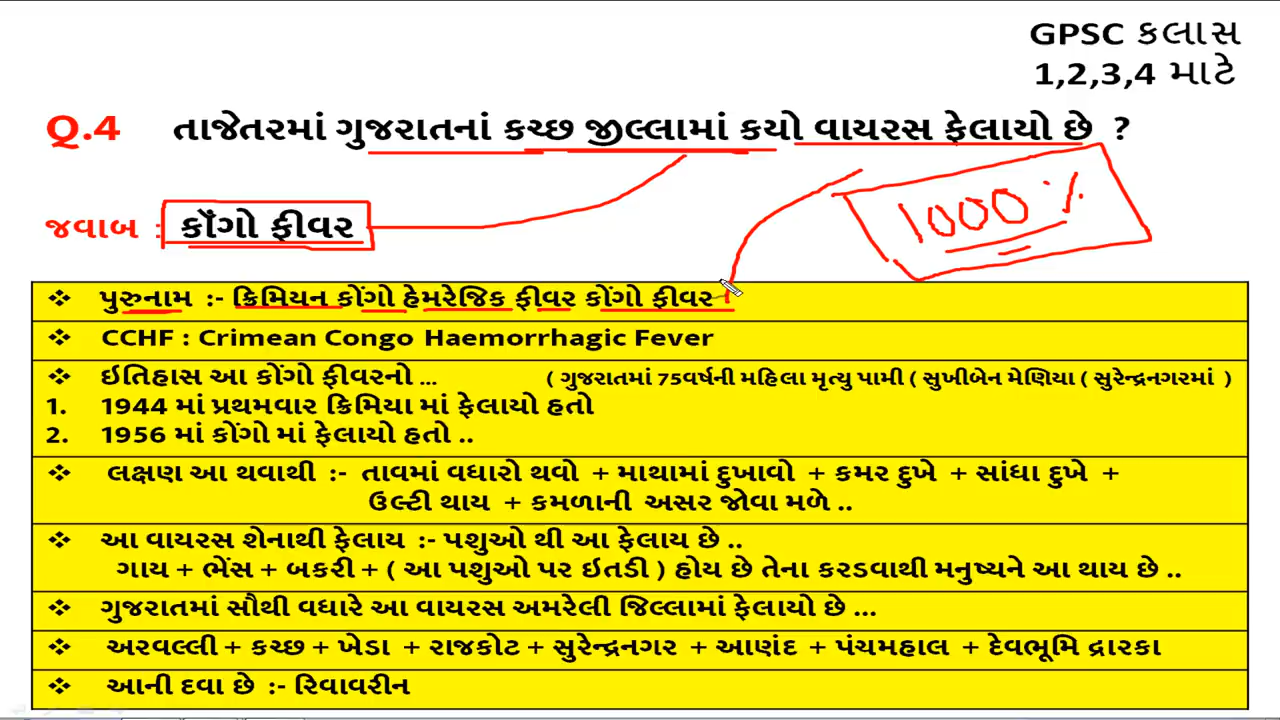 GPSC કલાસ
1,2,3,4 માટે
Q.4 તાજેતરમાં ગુજરાતનાં કચ્છ જીલ્લામાં કયો વાયરસ ફેલાયો છે ?
1000 %
જવાબ : કોંગો ફીવર
❖ પુરુનામ :- ક્રિમિયન કોંગો હેમરેજિક ફીવર કોંગો ફીવર
❖ CCHF : Crimean Congo Haemorrhagic Fever
❖ ઇતિહાસ આ કોંગો ફીવરનો ... ( ગુજરાતમાં 75વર્ષની મહિલા મૃત્યુ પામી ( સુખીબેન મેણિયા ( સુરેન્દ્રનગરમાં )
1. 1944 માં પ્રથમવાર ક્રિમિયા માં ફેલાયો હતો
2. 1956 માં કોંગો માં ફેલાયો હતો ..
❖ લક્ષણ આ થવાથી :- તાવમાં વધારો થવો + માથામાં દુખાવો + કમર દુખે + સાંધા દુખે +
ઉલ્ટી થાય + કમળાની અસર જોવા મળે ..
❖ આ વાયરસ શેનાથી ફેલાય :- પશુઓ થી આ ફેલાય છે ..
ગાય + ભેંસ + બકરી + ( આ પશુઓ પર ઇતડી ) હોય છે તેના કરડવાથી મનુષ્યને આ થાય છે ..
❖ ગુજરાતમાં સૌથી વધારે આ વાયરસ અમરેલી જિલ્લામાં ફેલાયો છે ...
❖ અરવલ્લી + કચ્છ + ખેડા + રાજકોટ + સુરેન્દ્રનગર + આણંદ + પંચમહાલ + દેવભૂમિ દ્રારકા
❖ આની દવા છે :- રિવાવરીન